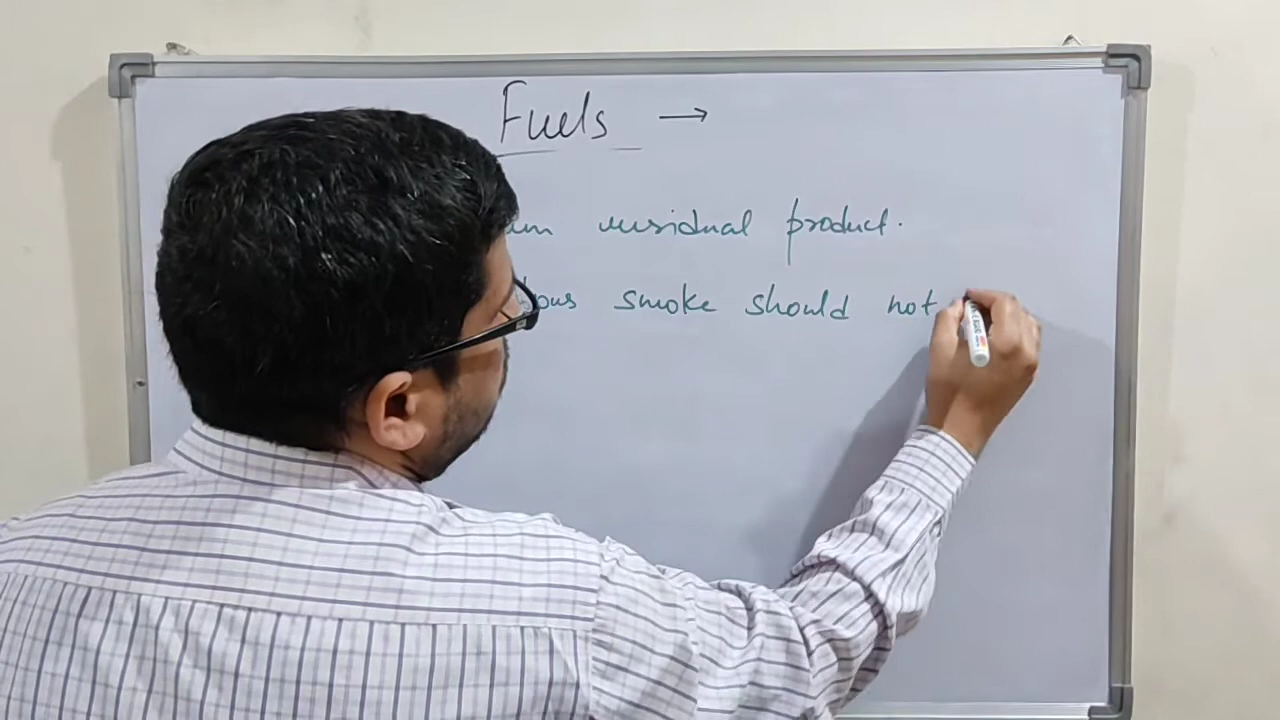 Fuels →
residual product.
smoke should not